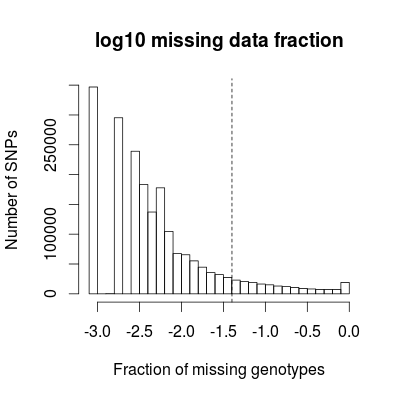 log10 missing data fraction
Number of SNPs
250000
100000
0
-3.0 -2.5 -2.0 -1.5 -1.0 -0.5 0.0
Fraction of missing genotypes